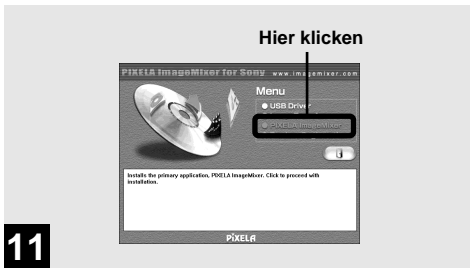 Hier klicken
PIXELA ImageMixer for Sony www.imagemixer.com
Menu
USB Driver
PIXELA ImageMixer
Installs the primary application, PIXELA ImageMixer. Click to proceed with
installation.
PIXELA
11